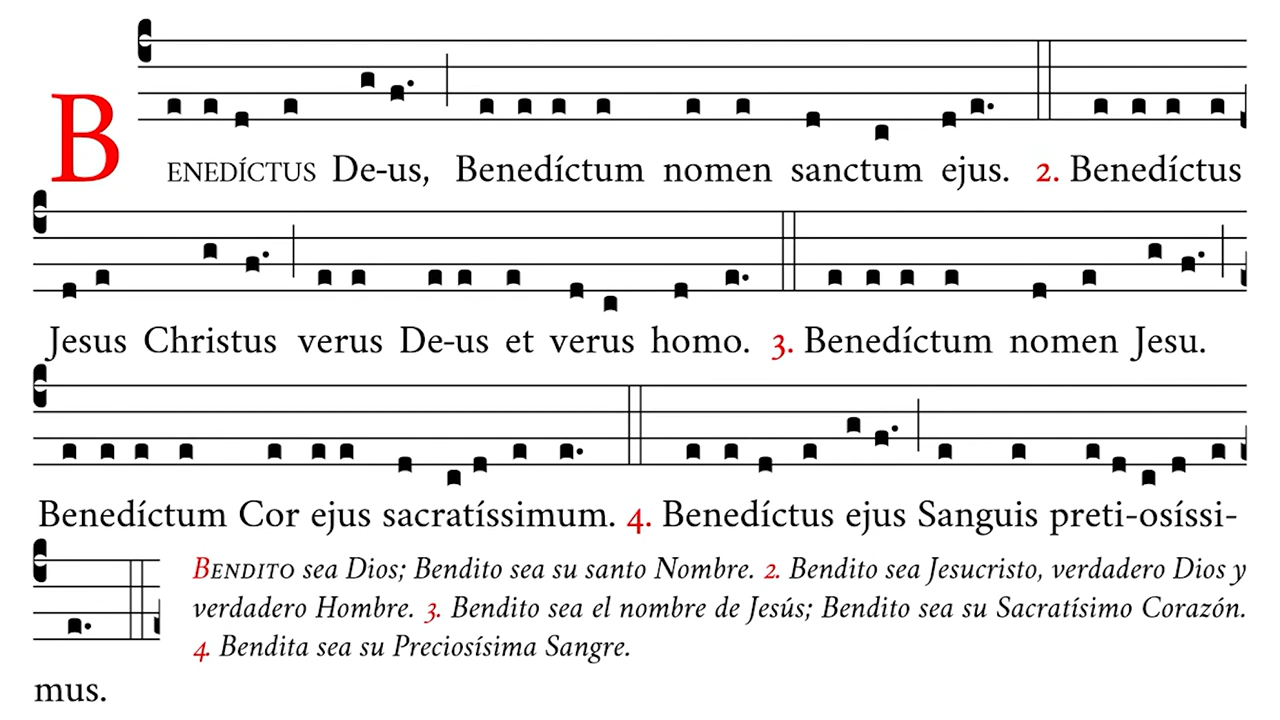 BENEDÍCTUS De-us, Benedíctum nomen sanctum ejus. 2. Benedíctus
Jesus Christus verus De-us et verus homo. 3. Benedíctum nomen Jesu.
Benedíctum Cor ejus sacratíssimum. 4. Benedíctus ejus Sanguis preti-osíssi-
mus.
BENDITO sea Dios; Bendito sea su santo Nombre. 2. Bendito sea Jesucristo, verdadero Dios y
verdadero Hombre. 3. Bendito sea el nombre de Jesús; Bendito sea su Sacratísimo Corazón.
4. Bendita sea su Preciosísima Sangre.